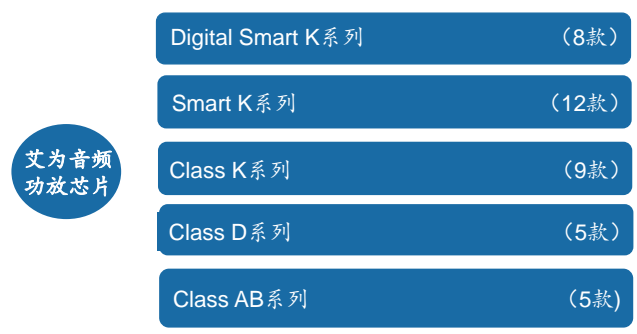 Digital Smart K系列 （8款）
Smart K系列 （12款）
艾为音频
功放芯片
Class K系列 （9款）
Class D系列 （5款）
Class AB系列 （5款)